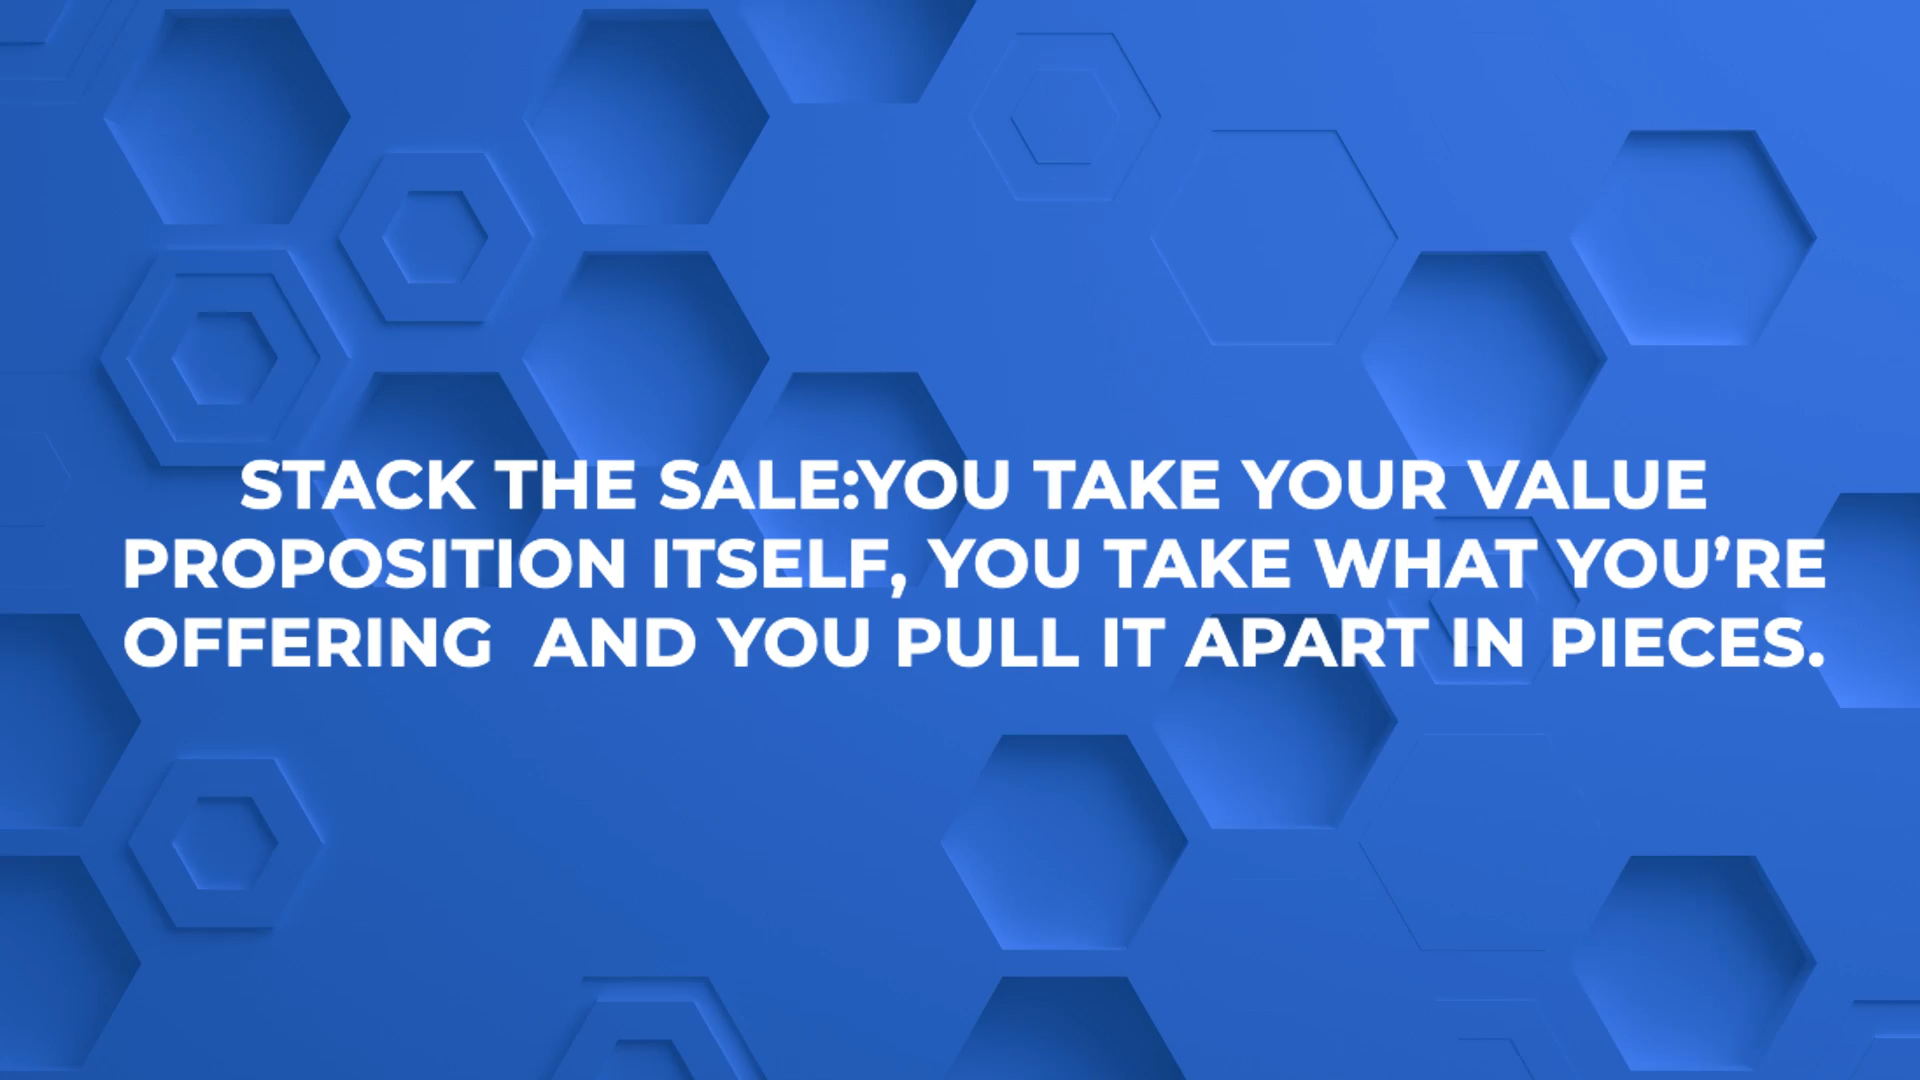 STACK THE SALE:YOU TAKE YOUR VALUE
PROPOSITION ITSELF, YOU TAKE WHAT YOU’RE
OFFERING  AND YOU PULL IT APART IN PIECES.